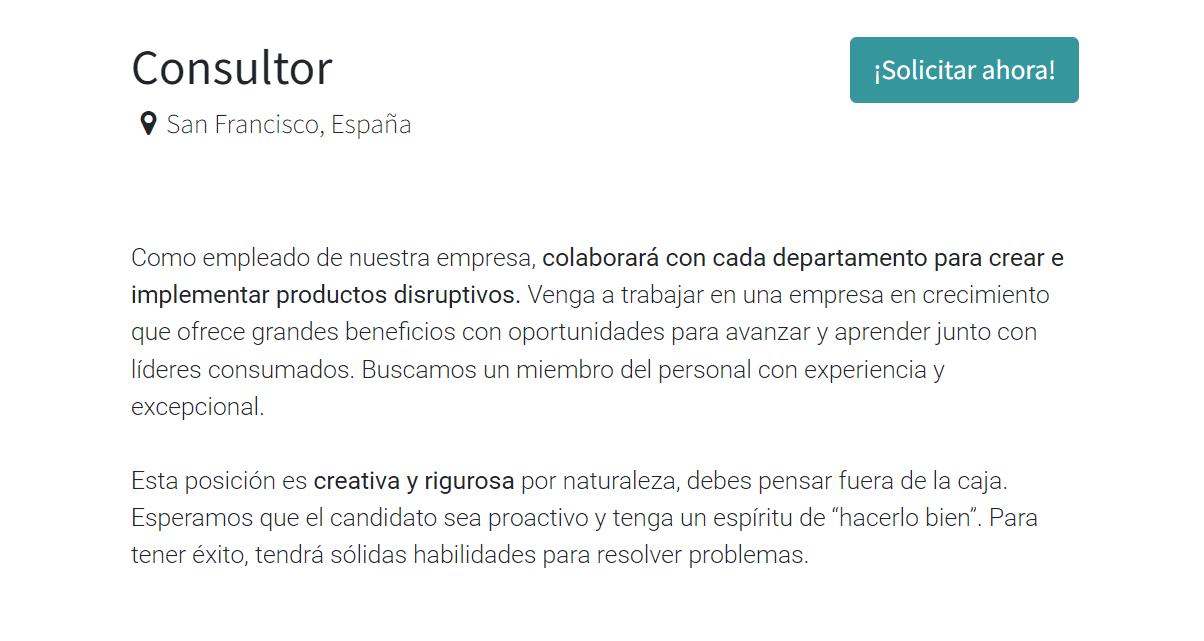 Consultor
¡Solicitar ahora!
San Francisco, España
Como empleado de nuestra empresa, colaborará con cada departamento para crear e
implementar productos disruptivos. Venga a trabajar en una empresa en crecimiento
que ofrece grandes beneficios con oportunidades para avanzar y aprender junto con
líderes consumados. Buscamos un miembro del personal con experiencia y
excepcional.
Esta posición es creativa y rigurosa por naturaleza, debes pensar fuera de la caja.
Esperamos que el candidato sea proactivo y tenga un espíritu de “hacerlo bien”. Para
tener éxito, tendrá sólidas habilidades para resolver problemas.